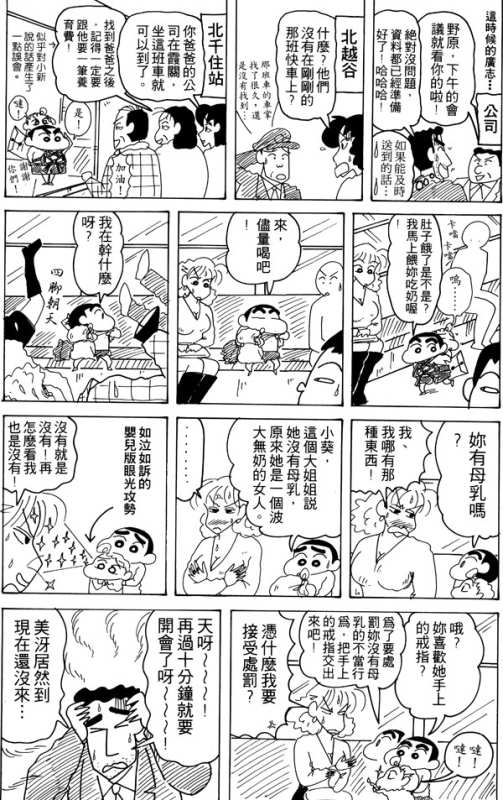 這時候的廣志…
公司
野原，下午的會
議就看你的啦！
絕對沒問題，
資料都已經準備
好了！哈哈哈！
如果能及時
送到的話…
北越谷
什麼？他們
沒有在剛剛的
那班快車上？
那班車的車掌
找了很久，還
是沒有找到…
北千住站
你爸爸的公
司在霞關，
坐這班車就
可以到了。
找到爸爸之後
，記得一定要
跟他要一筆養
育費！
似乎對小新
說的話產生了
一點誤會。
加油！
是！
噠！
謝謝
你們！
卡噹
卡噹
嗚……
肚子餓了是不是？
我馬上餵妳吃奶喔
來，
儘量喝吧
我在幹什麼
呀？
四腳朝天
妳有母乳嗎
？
我、
我哪有那
種東西！
小葵，
這個大姐姐說
她沒有母乳，
原來她是一個波
大無奶的女人。
……
如泣如訴的
嬰兒版眼光攻勢
沒有就是
沒有！再
怎麼看我
也是沒有！
哦？
妳喜歡她手上
的戒指？
噠！
噠！
為了要處
罰妳沒有母
乳的不當行
為，把手上
的戒指交出
來吧！
憑什麼我要
接受處罰？
天呀~~~~！
再過十分鐘就要
開會了呀~~~~！
美冴居然到
現在還沒來…